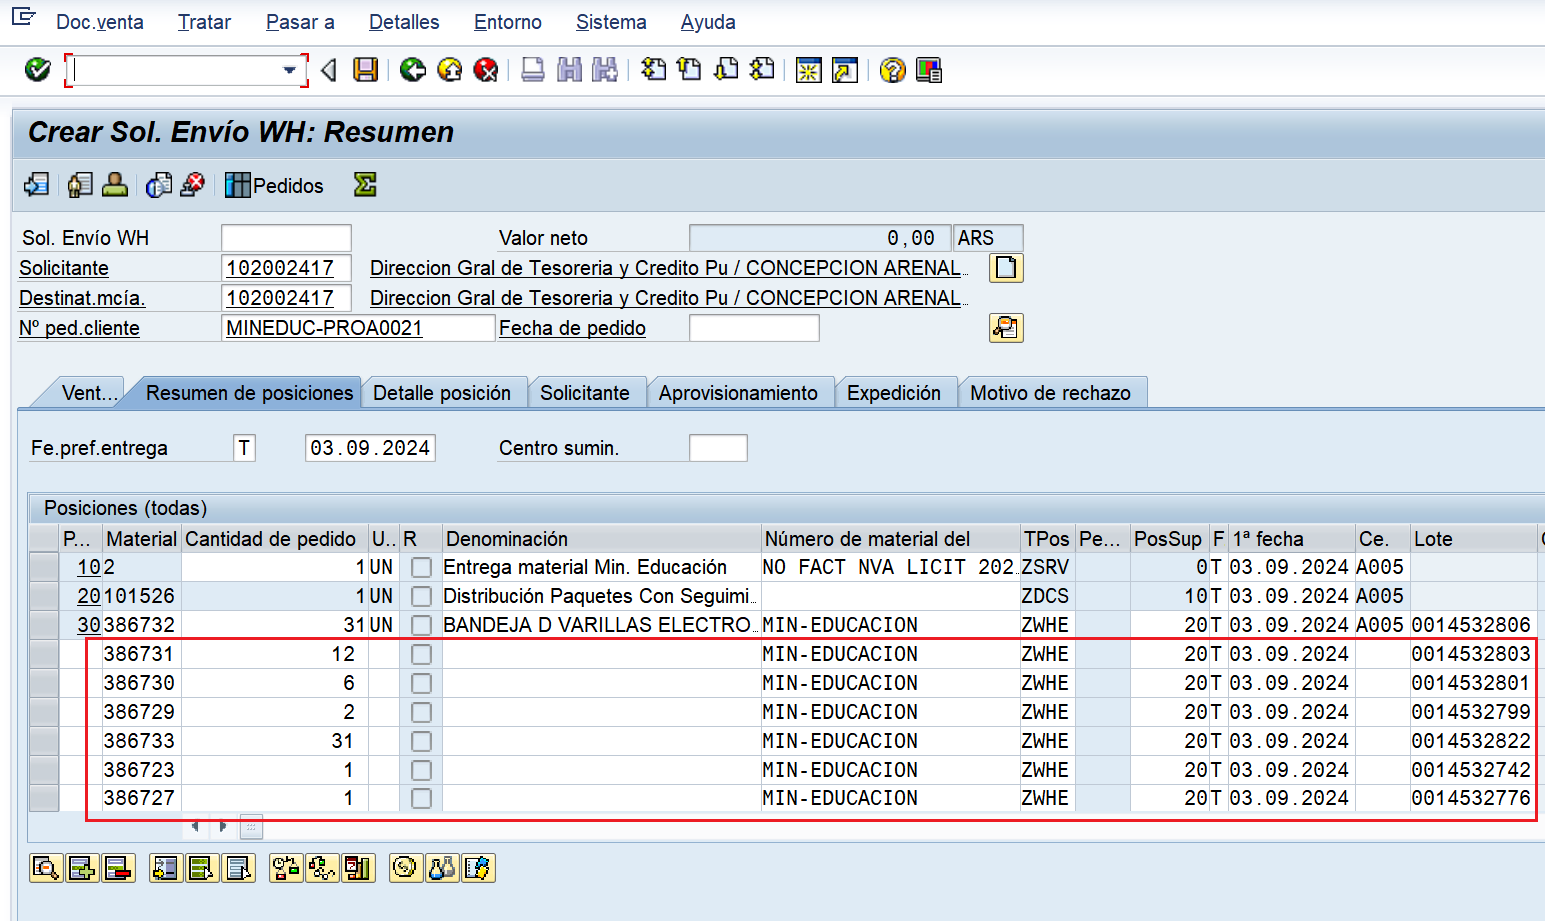 Doc.venta Tratar Pasar a Detalles Entorno Sistema Ayuda
Crear Sol. Envío WH: Resumen
Pedidos
Sol. Envío WH Valor neto 0,00 ARS
Solicitante 102002417 Direccion Gral de Tesoreria y Credito Pu / CONCEPCION ARENAL…
Destinat.mcía. 102002417 Direccion Gral de Tesoreria y Credito Pu / CONCEPCION ARENAL…
Nº ped.cliente MINEDUC-PROA0021 Fecha de pedido
Vent... Resumen de posiciones Detalle posición Solicitante Aprovisionamiento Expedición Motivo de rechazo
Fe.pref.entrega T 03.09.2024 Centro sumin.
Posiciones (todas)
P... Material Cantidad de pedido U.. R Denominación Número de material del TPos Pe... PosSup F 1ª fecha Ce. Lote
10 2 1 UN Entrega material Min. Educación NO FACT NVA LICIT 202… ZSRV 0 T 03.09.2024 A005
20 101526 1 UN Distribución Paquetes Con Seguimi… ZDCS 10 T 03.09.2024 A005
30 386732 31 UN BANDEJA D VARILLAS ELECTRO… MIN-EDUCACION ZWHE 20 T 03.09.2024 A005 0014532806
386731 12 MIN-EDUCACION ZWHE 20 T 03.09.2024 0014532803
386730 6 MIN-EDUCACION ZWHE 20 T 03.09.2024 0014532801
386729 2 MIN-EDUCACION ZWHE 20 T 03.09.2024 0014532799
386733 31 MIN-EDUCACION ZWHE 20 T 03.09.2024 0014532822
386723 1 MIN-EDUCACION ZWHE 20 T 03.09.2024 0014532742
386727 1 MIN-EDUCACION ZWHE 20 T 03.09.2024 0014532776